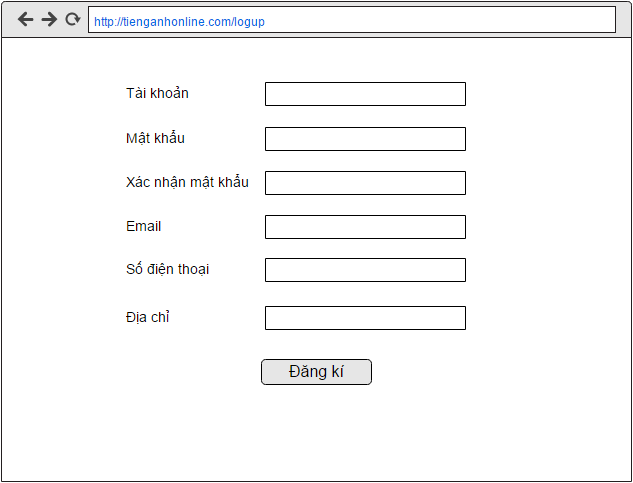 http://tienganhonline.com/logup
Tài khoản
Mật khẩu
Xác nhận mật khẩu
Email
Số điện thoại
Địa chỉ
Đăng kí